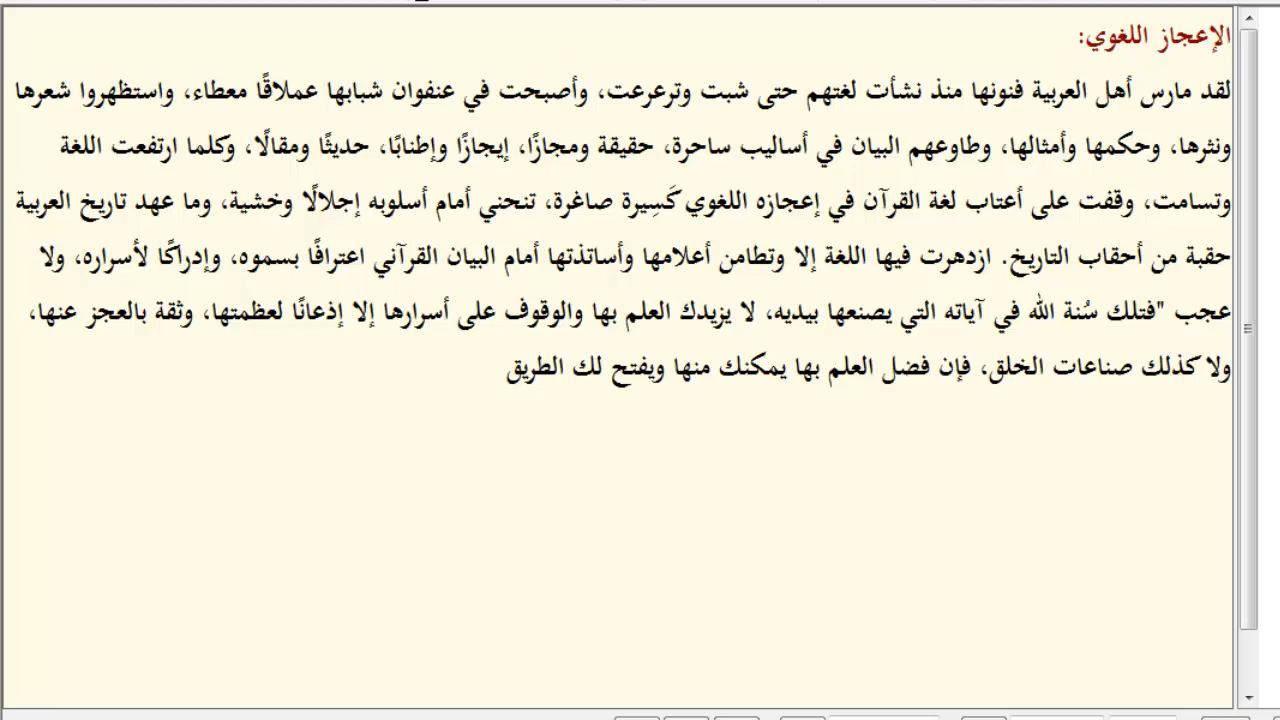 الإعجاز اللغوي:
لقد مارس أهل العربية فنونها منذ نشأت لغتهم حتى شبت وترعرعت، وأصبحت في عنفوان شبابها عملاقًا معطاء، واستظهروا شعرها
ونثرها، وحكمها وأمثالها، وطاوعهم البيان في أساليب ساحرة، حقيقة ومجازًا، إيجازًا وإطنابًا، حديثًا ومقالًا، وكلما ارتفعت اللغة
وتسامت، وقفت على أعتاب لغة القرآن في إعجازه اللغوي كَسِيرة صاغرة، تنحني أمام أسلوبه إجلالًا وخشية، وما عهد تاريخ العربية
حقبة من أحقاب التاريخ. ازدهرت فيها اللغة إلا وتطامن أعلامها وأساتذتها أمام البيان القرآني اعترافًا بسموه، وإدراكًا لأسراره، ولا
عجب "فتلك سُنة الله في آياته التي يصنعها بيديه، لا يزيدك العلم بها والوقوف على أسرارها إلا إذعانًا لعظمتها، وثقة بالعجز عنها،
ولا كذلك صناعات الخلق، فإن فضل العلم بها يمكنك منها ويفتح لك الطريق